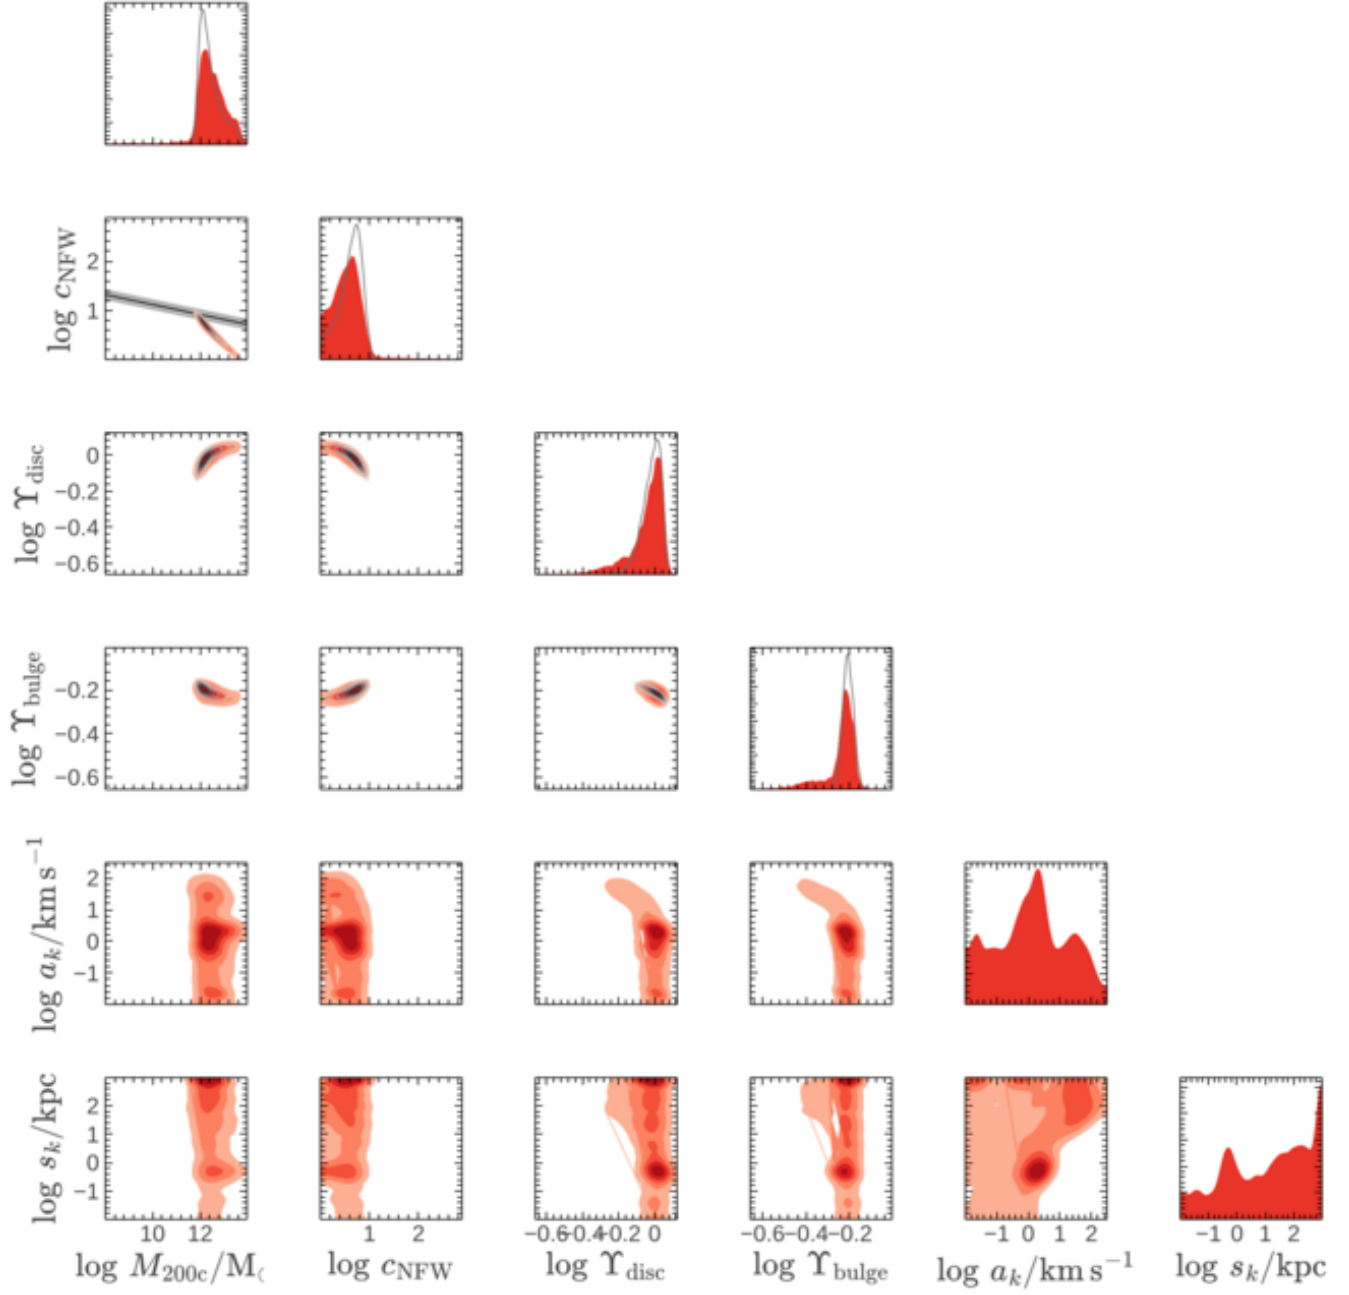 log c_NFW
2
1
log ϒ_disc
0
−0.2
−0.4
−0.6
log ϒ_bulge
−0.2
−0.4
−0.6
log a_k/km s⁻¹
2
1
0
−1
log s_k/kpc
2
1
0
−1
10 12
1 2
−0.6−0.4−0.2 0
−0.6−0.4−0.2
−1 0 1 2
−1 0 1 2
log M_200c/M
log c_NFW
log ϒ_disc
log ϒ_bulge
log a_k/km s⁻¹
log s_k/kpc